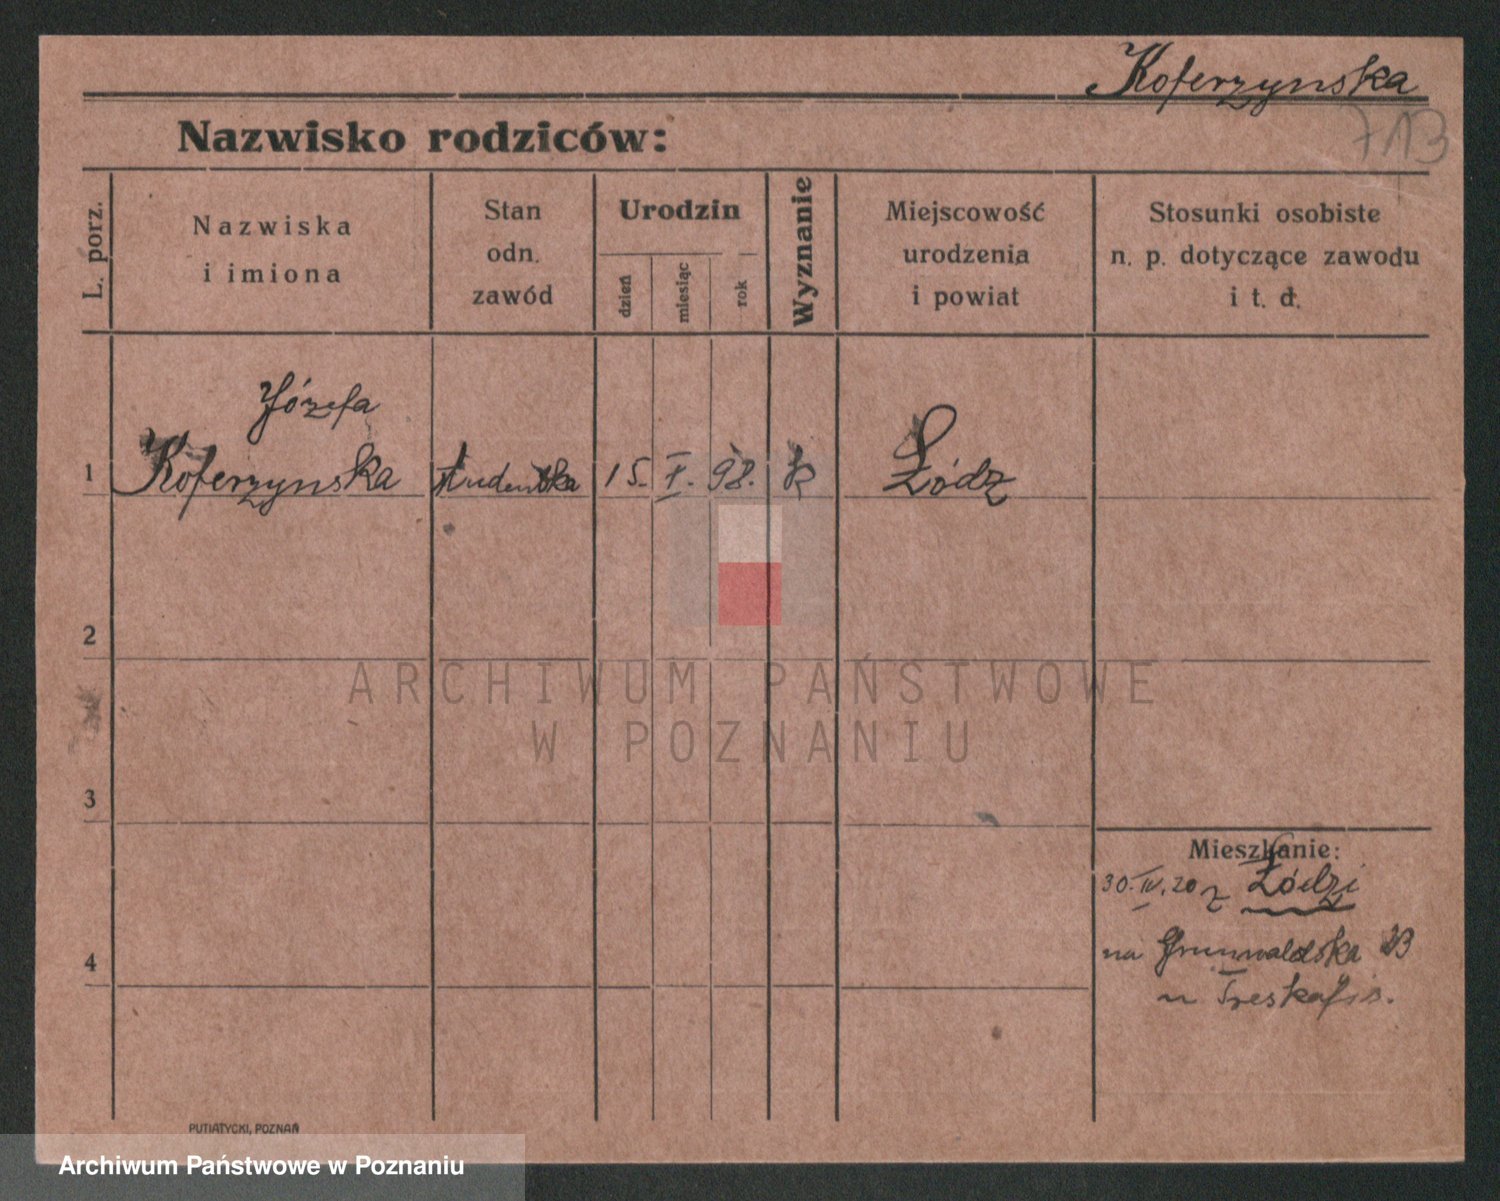 Koferzynska
713
Nazwisko rodziców:
L. porz.
Nazwiska
i imiona
Stan
odn.
zawód
Urodzin
dzień
miesiąc
rok
Wyznanie
Miejscowość
urodzenia
i powiat
Stosunki osobiste
n. p. dotyczące zawodu
i t. d.
Józefa
1 Koferzynska studentka 15. I. 98. k Łódz
2
ARCHIWUM PAŃSTWOWE
W POZNANIU
3
Mieszkanie:
30.IV.20 z Łódzi
na Grunwaldska
4
u
PUTIATYCKI, POZNAŃ
Archiwum Państwowe w Poznaniu